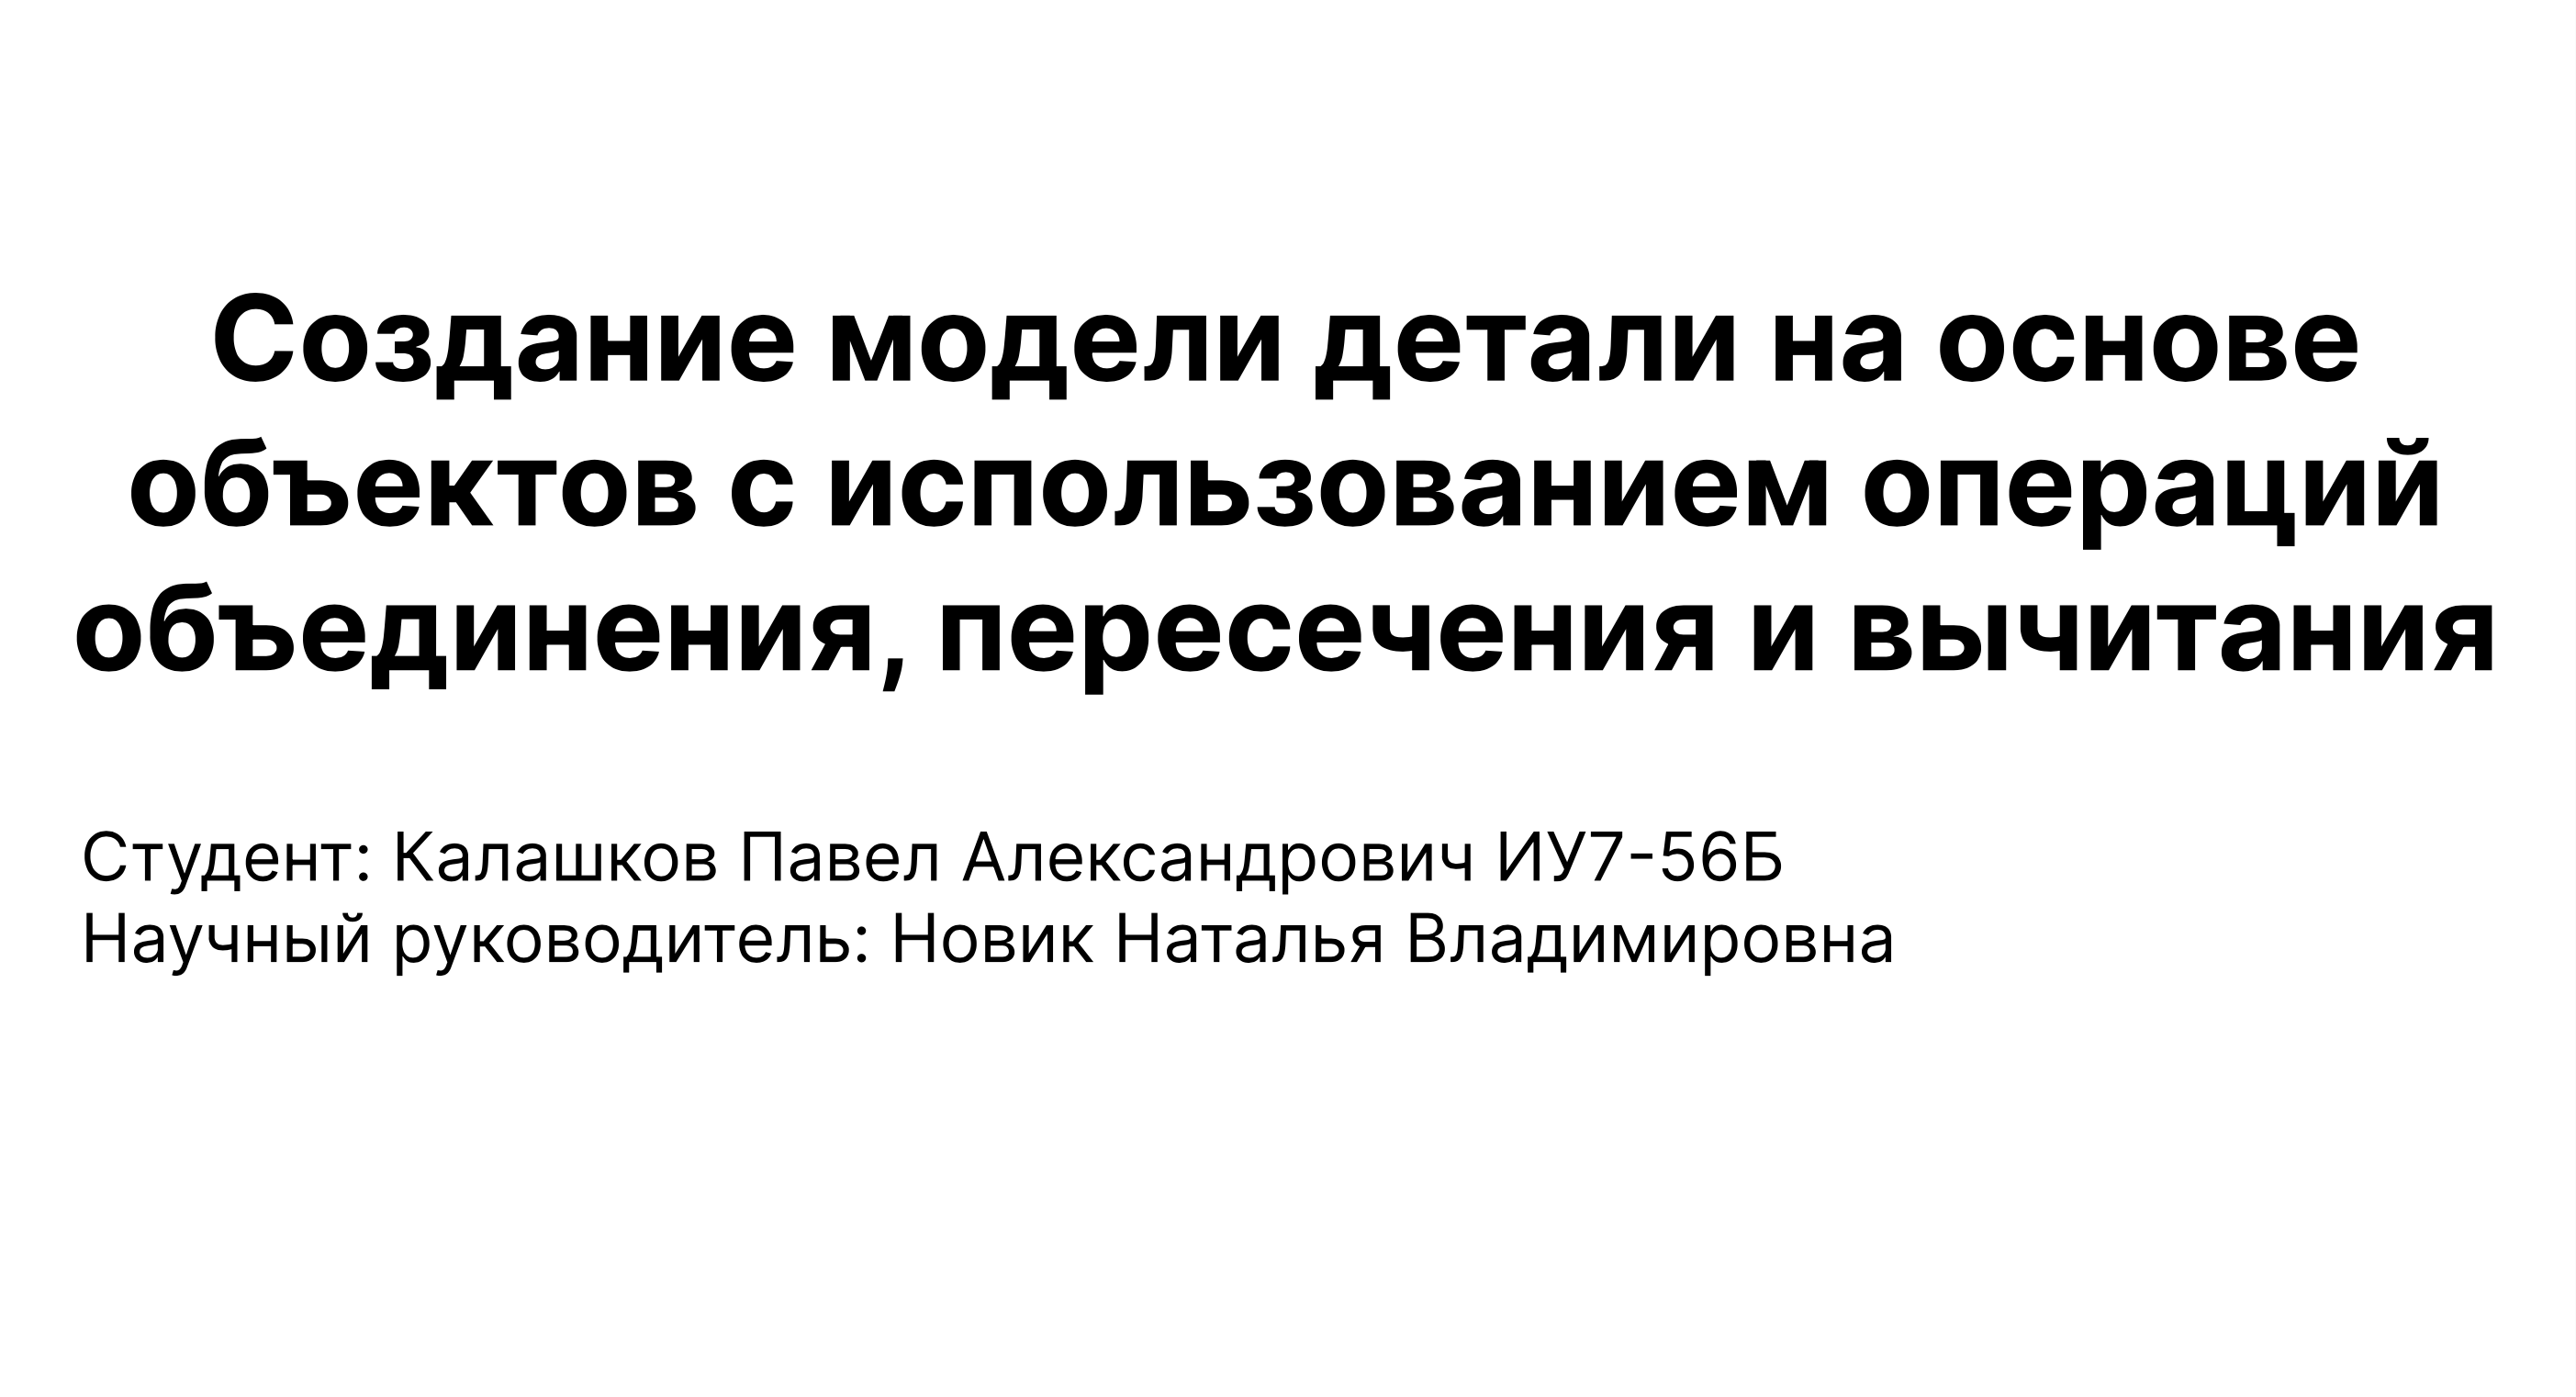 Создание модели детали на основе
объектов с использованием операций
объединения, пересечения и вычитания
Студент: Калашков Павел Александрович ИУ7-56Б
Научный руководитель: Новик Наталья Владимировна